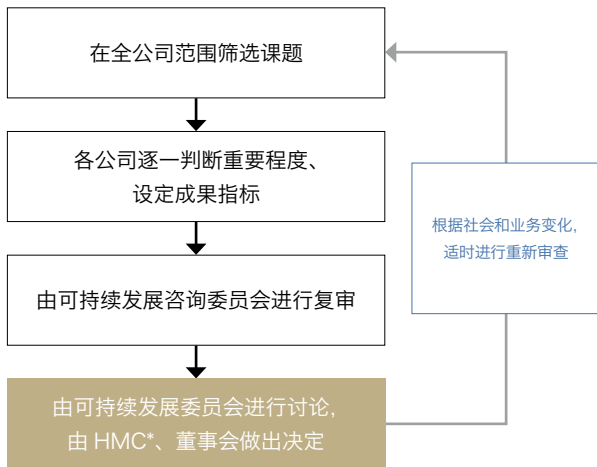 在全公司范围筛选课题
各公司逐一判断重要程度、
设定成果指标
根据社会和业务变化,
适时进行重新审查
由可持续发展咨询委员会进行复审
由可持续发展委员会进行讨论,
由 HMC*、董事会做出决定